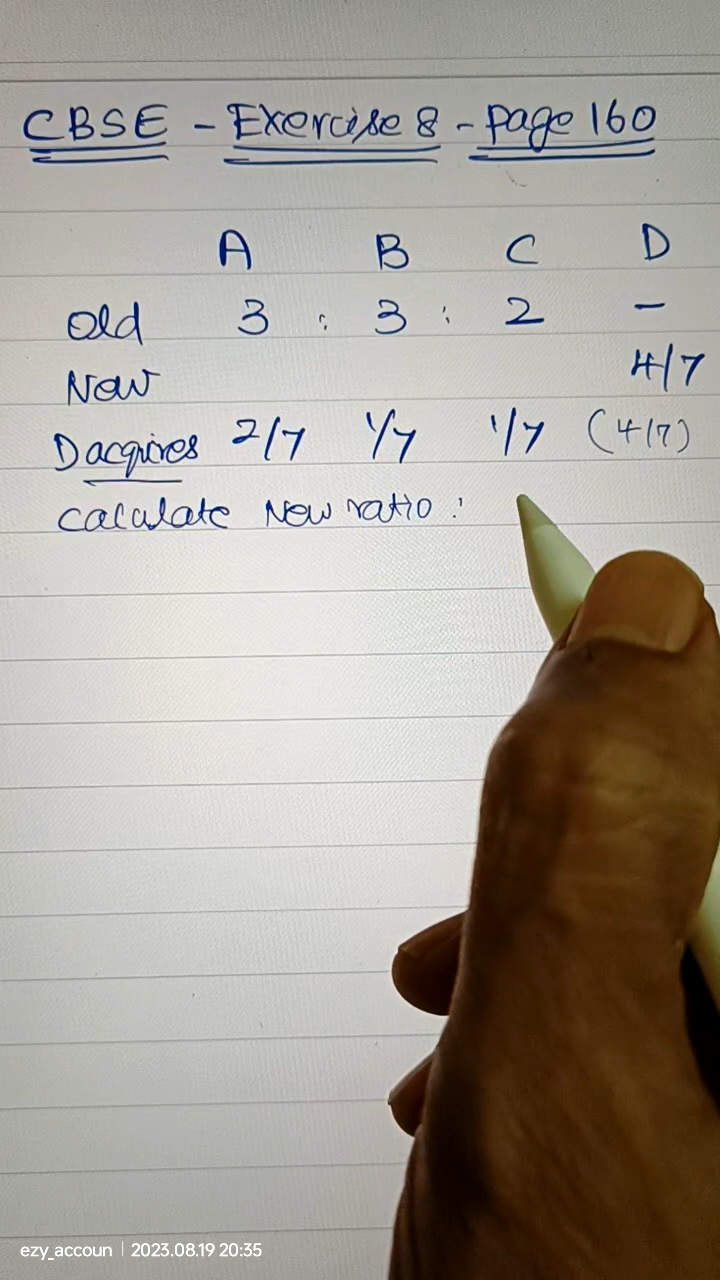 CBSE - Exercise 8 - page 160
A B C D
Old 3 : 3 : 2 -
New 4/7
D acquires 2/7 1/7 1/7 (4/7)
calculate New ratio :
ezy_accoun | 2023.08.19 20:35